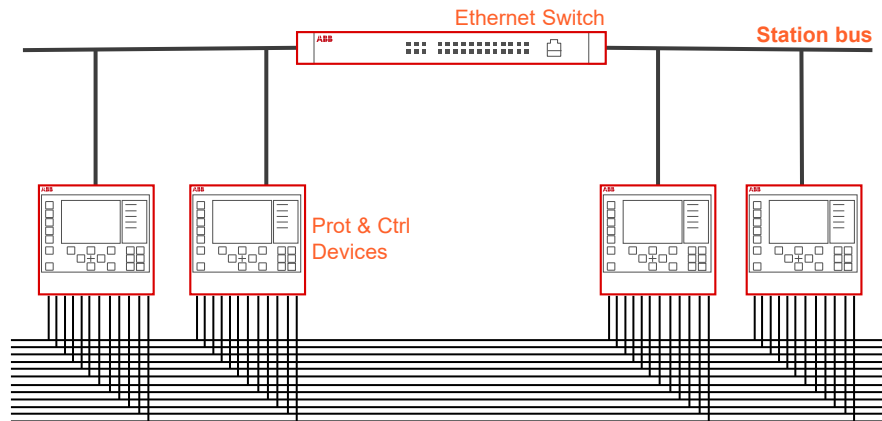 Ethernet Switch
ABB
Station bus
ABB
ABB
ABB
ABB
Prot & Ctrl
Devices